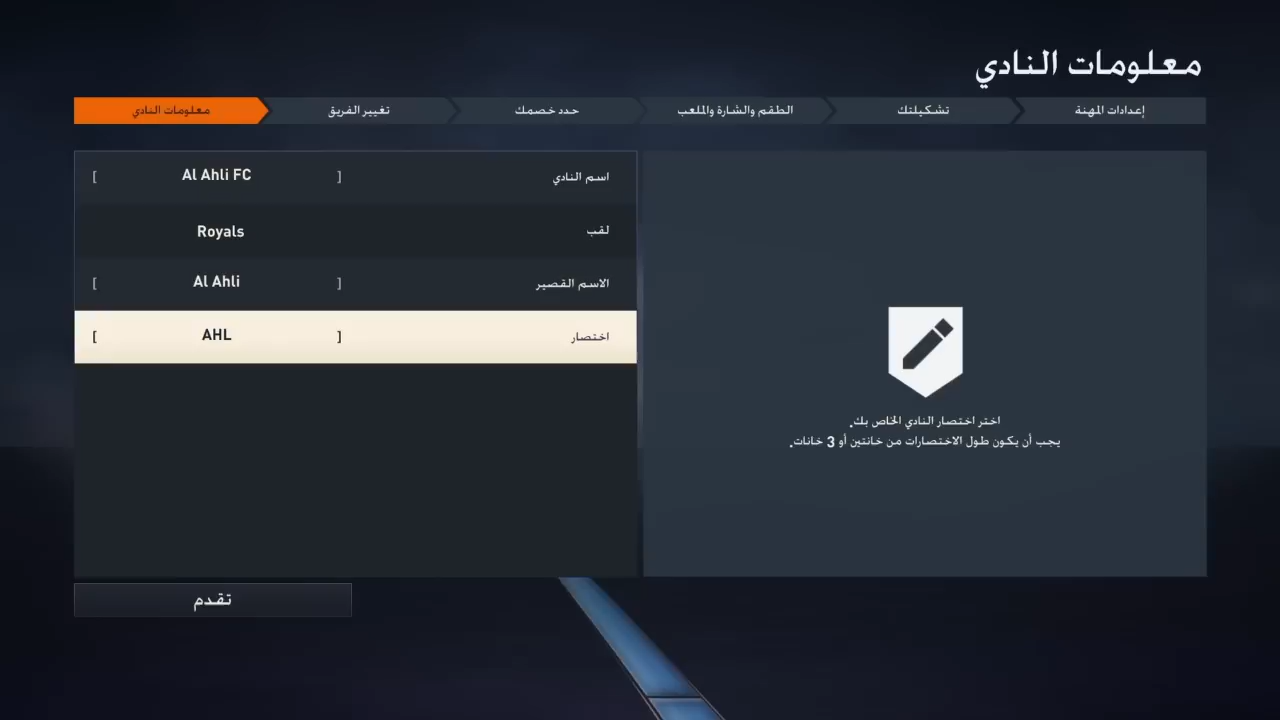 معلومات النادي
معلومات النادي
تغيير الفريق
حدد خصمك
الطقم والشارة والملعب
تشكيلتك
إعدادات المهنة
اسم النادي [ Al Ahli FC ]
لقب Royals
الاسم القصير [ Al Ahli ]
اختصار [ AHL ]
اختر اختصار النادي الخاص بك.
يجب أن يكون طول الاختصارات من خانتين أو 3 خانات.
تقدم